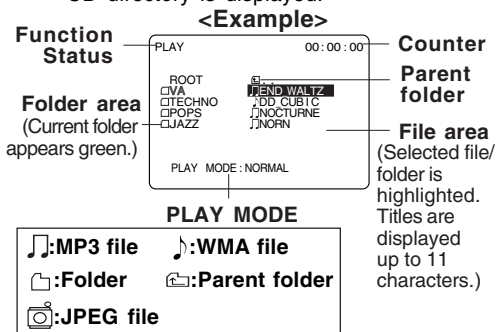 CD directory is displayed.
<Example>
Function Status
PLAY
00:00:00
Counter
ROOT
VA
TECHNO
POPS
JAZZ
..
END WALTZ
DD_CUBIC
NOCTURNE
NORN
Parent folder
Folder area
(Current folder
appears green.)
File area
(Selected file/
folder is
highlighted.
Titles are
displayed
up to 11
characters.)
PLAY MODE:NORMAL
PLAY MODE
:MP3 file
:WMA file
:Folder
:Parent folder
:JPEG file